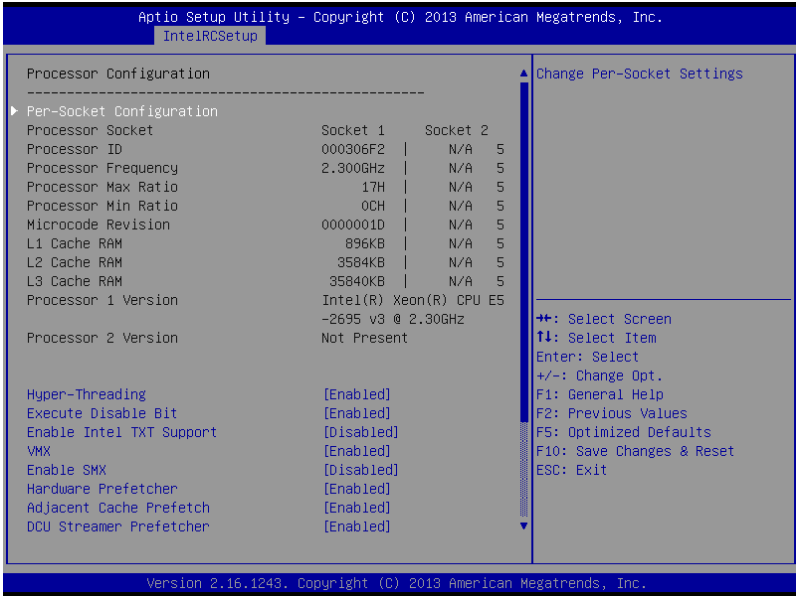 Aptio Setup Utility – Copyright (C) 2013 American Megatrends, Inc.
IntelRCSetup
Processor Configuration
--------------------------------------------------
Per-Socket Configuration
Processor Socket Socket 1 Socket 2
Processor ID 000306F2 | N/A 5
Processor Frequency 2.300GHz | N/A 5
Processor Max Ratio 17H | N/A 5
Processor Min Ratio 0CH | N/A 5
Microcode Revision 0000001D | N/A 5
L1 Cache RAM 896KB | N/A 5
L2 Cache RAM 3584KB | N/A 5
L3 Cache RAM 35840KB | N/A 5
Processor 1 Version Intel(R) Xeon(R) CPU E5
-2695 v3 @ 2.30GHz
Processor 2 Version Not Present
Hyper-Threading [Enabled]
Execute Disable Bit [Enabled]
Enable Intel TXT Support [Disabled]
VMX [Enabled]
Enable SMX [Disabled]
Hardware Prefetcher [Enabled]
Adjacent Cache Prefetch [Enabled]
DCU Streamer Prefetcher [Enabled]
Change Per-Socket Settings
→←: Select Screen
↑↓: Select Item
Enter: Select
+/-: Change Opt.
F1: General Help
F2: Previous Values
F5: Optimized Defaults
F10: Save Changes & Reset
ESC: Exit
Version 2.16.1243. Copyright (C) 2013 American Megatrends, Inc.